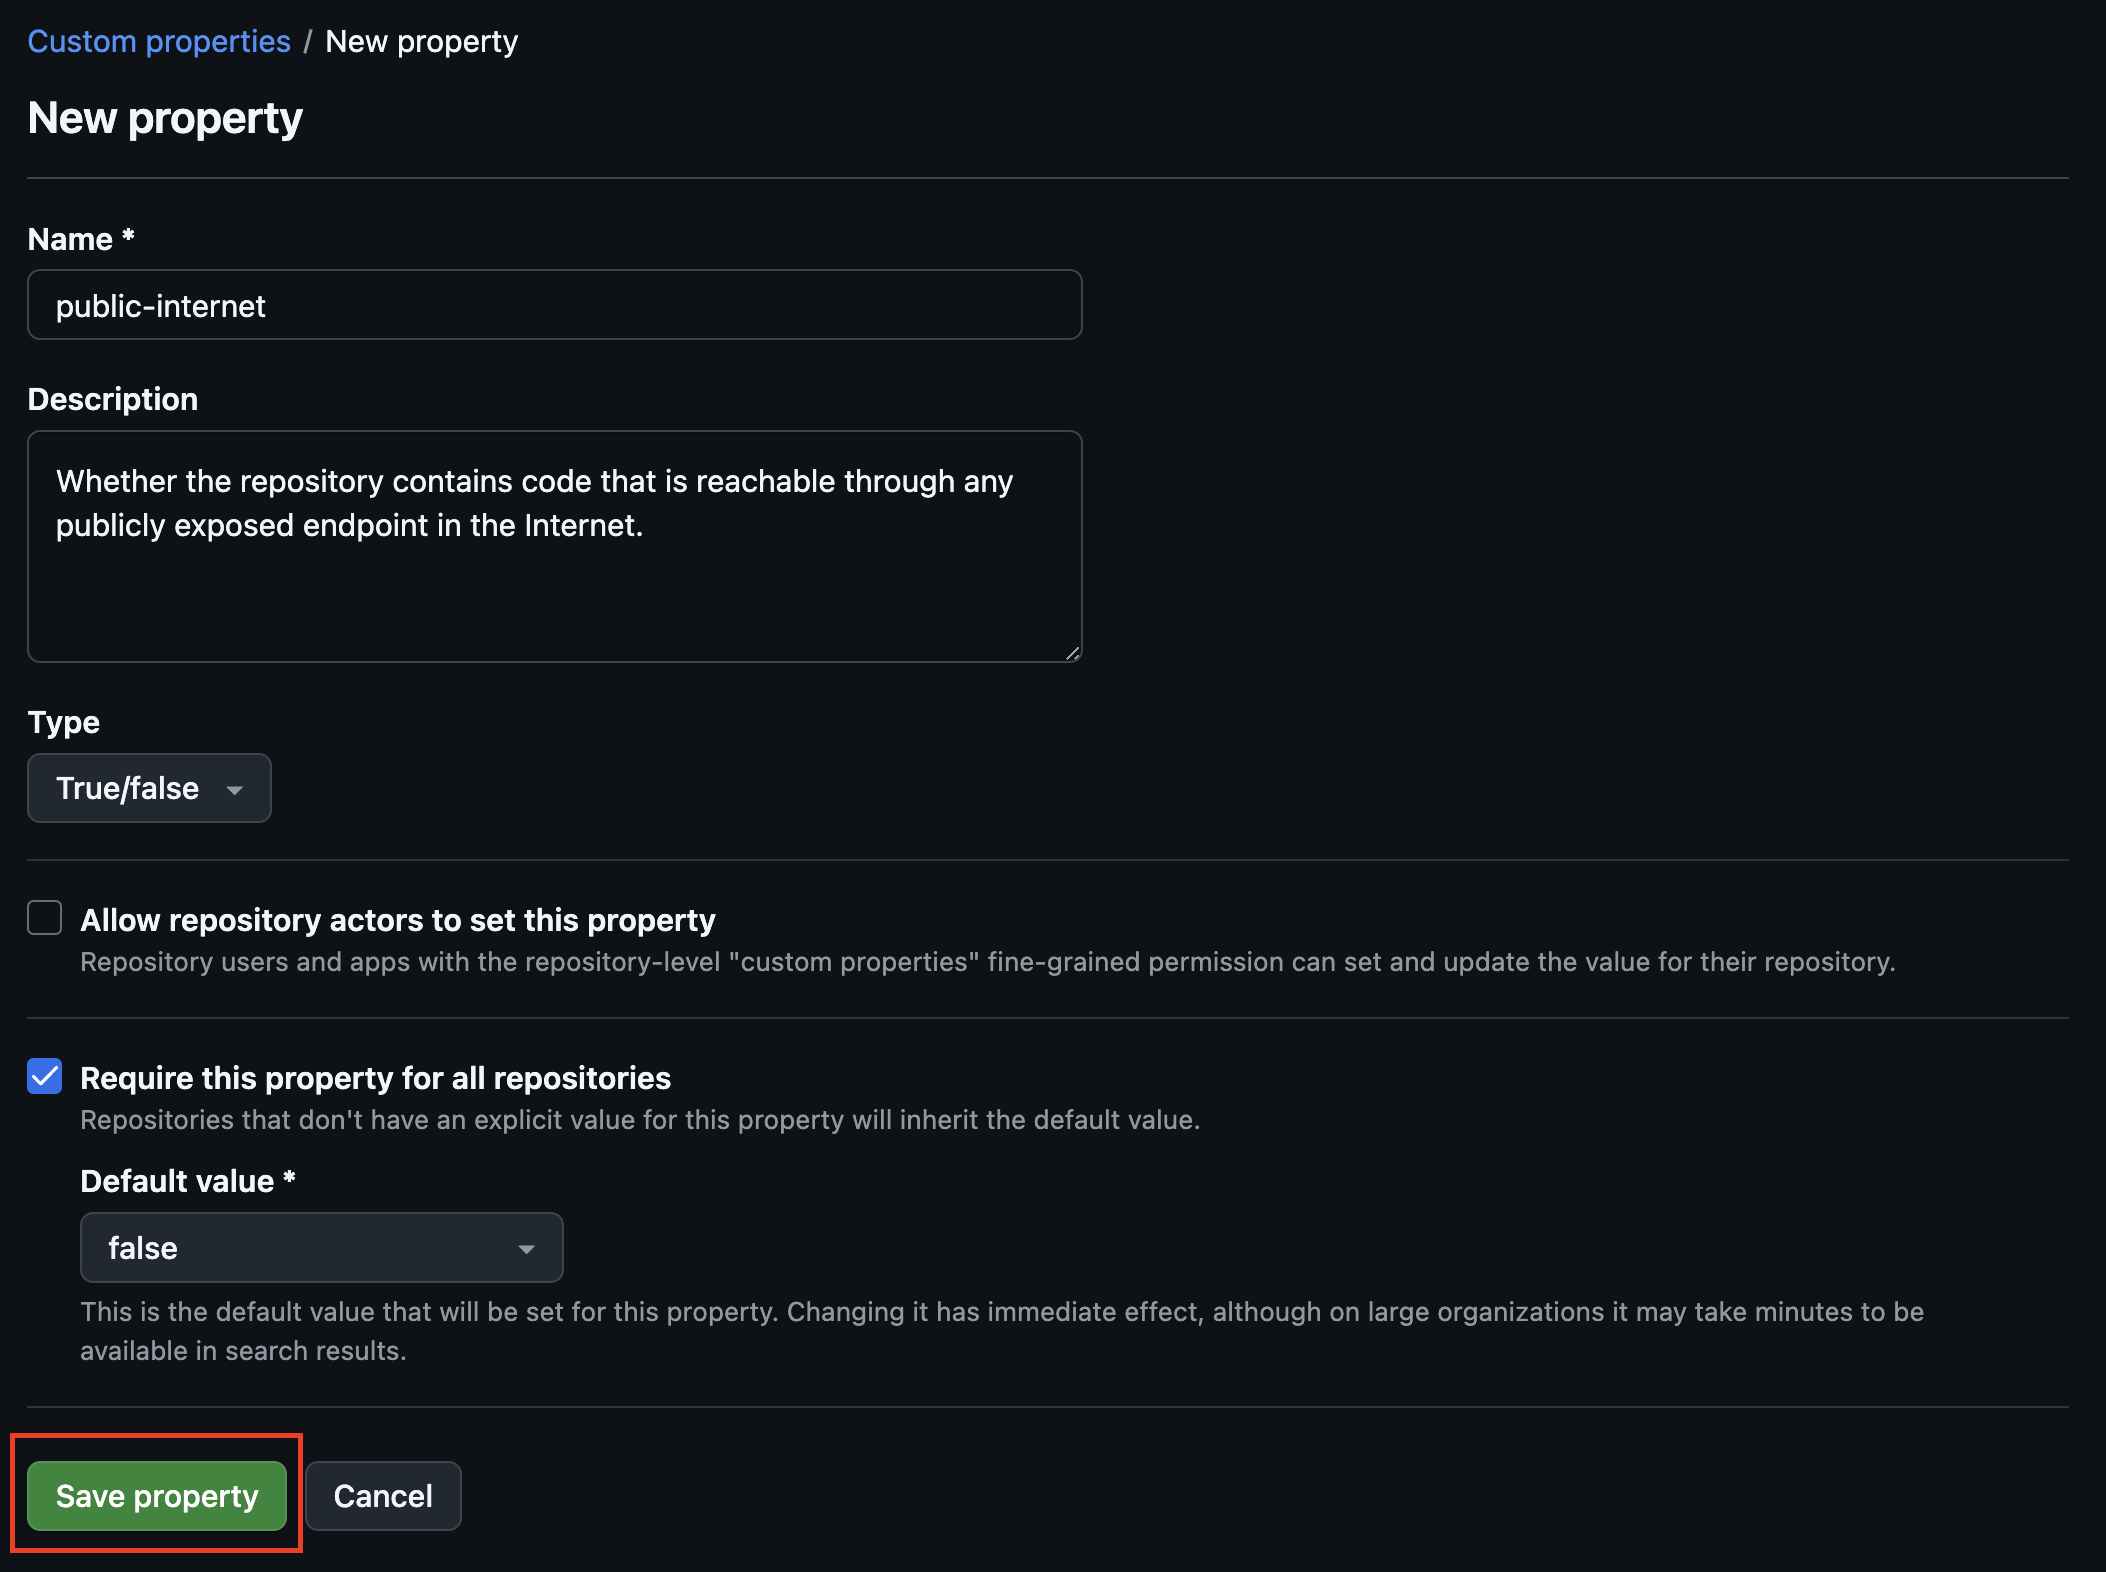 Custom properties / New property
New property
Name *
public-internet
Description
Whether the repository contains code that is reachable through any
publicly exposed endpoint in the Internet.
Type
True/false
Allow repository actors to set this property
Repository users and apps with the repository-level "custom properties" fine-grained permission can set and update the value for their repository.
Require this property for all repositories
Repositories that don't have an explicit value for this property will inherit the default value.
Default value *
false
This is the default value that will be set for this property. Changing it has immediate effect, although on large organizations it may take minutes to be
available in search results.
Save property Cancel